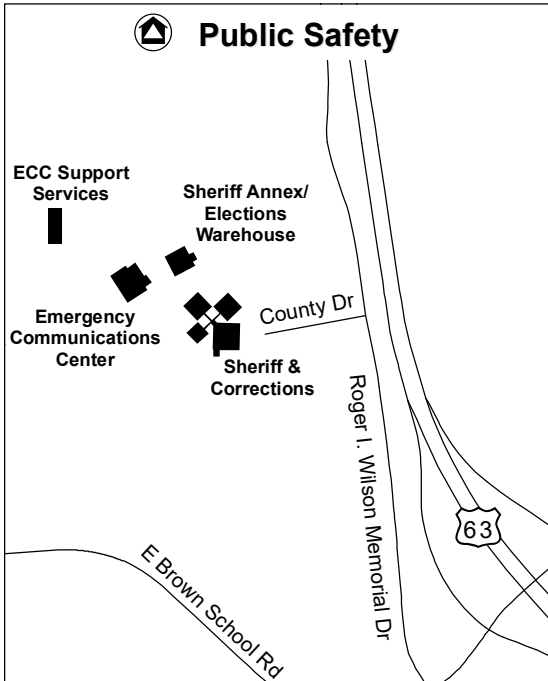 Public Safety
ECC Support
Services
Sheriff Annex/
Elections
Warehouse
Emergency
Communications
Center
County Dr
Sheriff &
Corrections
Roger I. Wilson Memorial Dr
63
E Brown School Rd